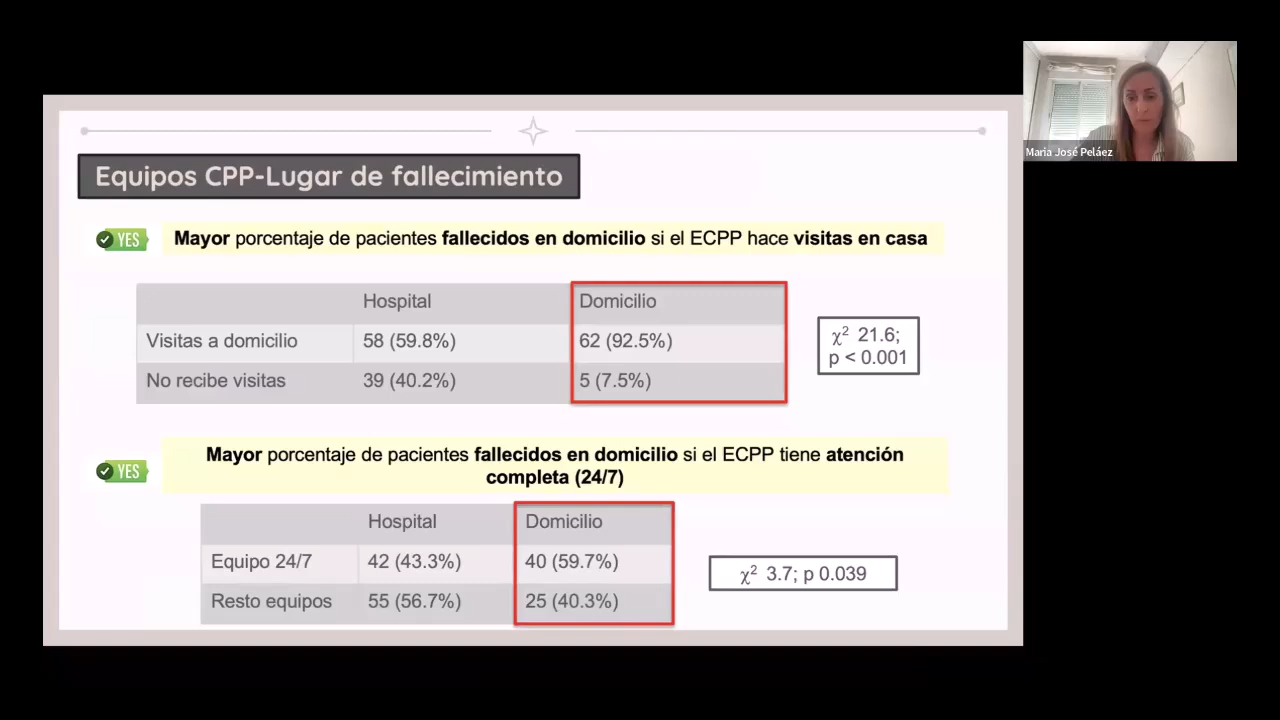 Maria José Peláez
Equipos CPP-Lugar de fallecimiento
YES
Mayor porcentaje de pacientes fallecidos en domicilio si el ECPP hace visitas en casa
Hospital Domicilio
Visitas a domicilio 58 (59.8%) 62 (92.5%)
No recibe visitas 39 (40.2%) 5 (7.5%)
χ² 21.6;
p < 0.001
YES
Mayor porcentaje de pacientes fallecidos en domicilio si el ECPP tiene atención
completa (24/7)
Hospital Domicilio
Equipo 24/7 42 (43.3%) 40 (59.7%)
Resto equipos 55 (56.7%) 25 (40.3%)
χ² 3.7; p 0.039